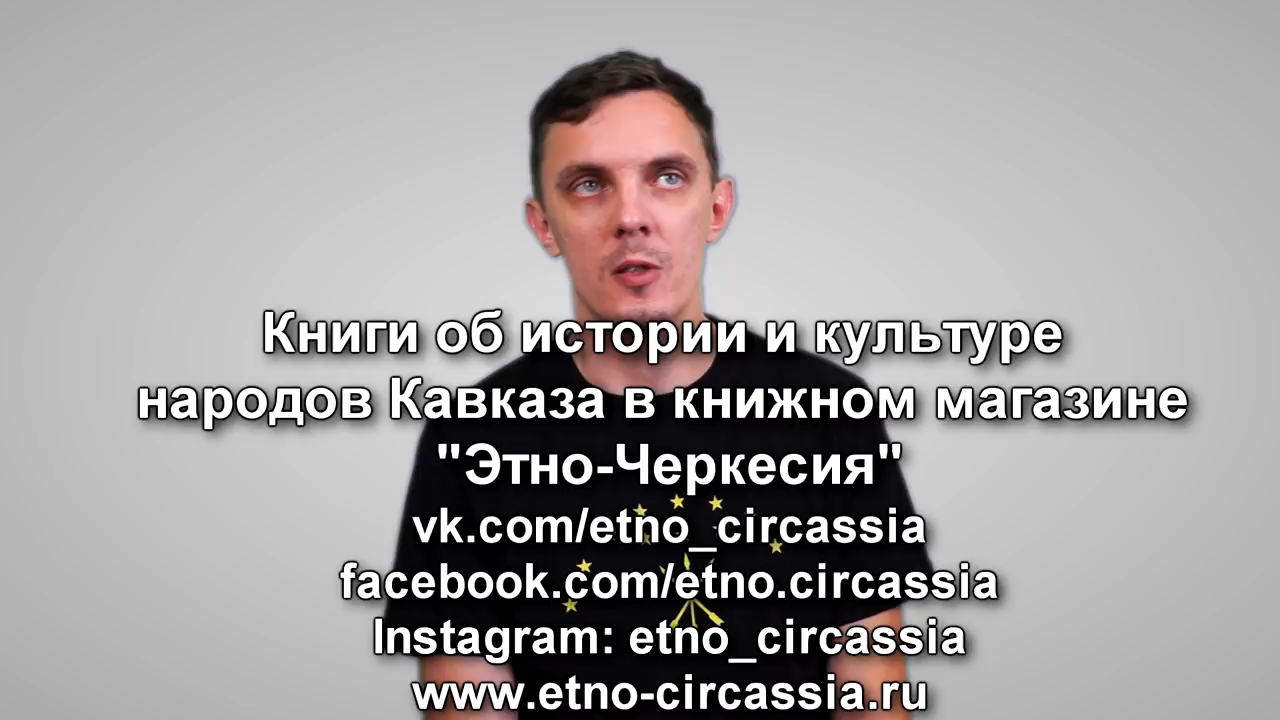 Книги об истории и культуре
народов Кавказа в книжном магазине
"Этно-Черкесия"
vk.com/etno_circassia
facebook.com/etno.circassia
Instagram: etno_circassia
www.etno-circassia.ru